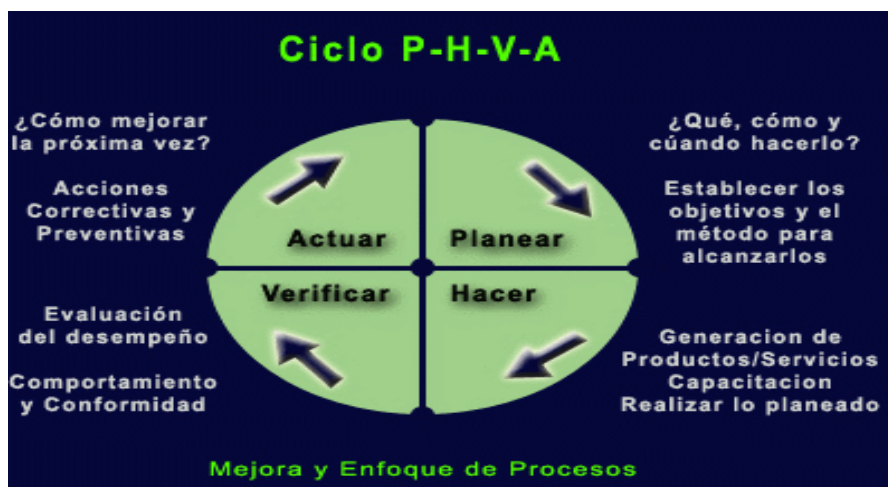 Ciclo P-H-V-A
¿Cómo mejorar
la próxima vez?
Acciones
Correctivas y
Preventivas
Actuar
Planear
¿Qué, cómo y
cúando hacerlo?
Establecer los
objetivos y el
método para
alcanzarlos
Evaluación
del desempeño
Comportamiento
y Conformidad
Verificar
Hacer
Generacion de
Productos/Servicios
Capacitacion
Realizar lo planeado
Mejora y Enfoque de Procesos